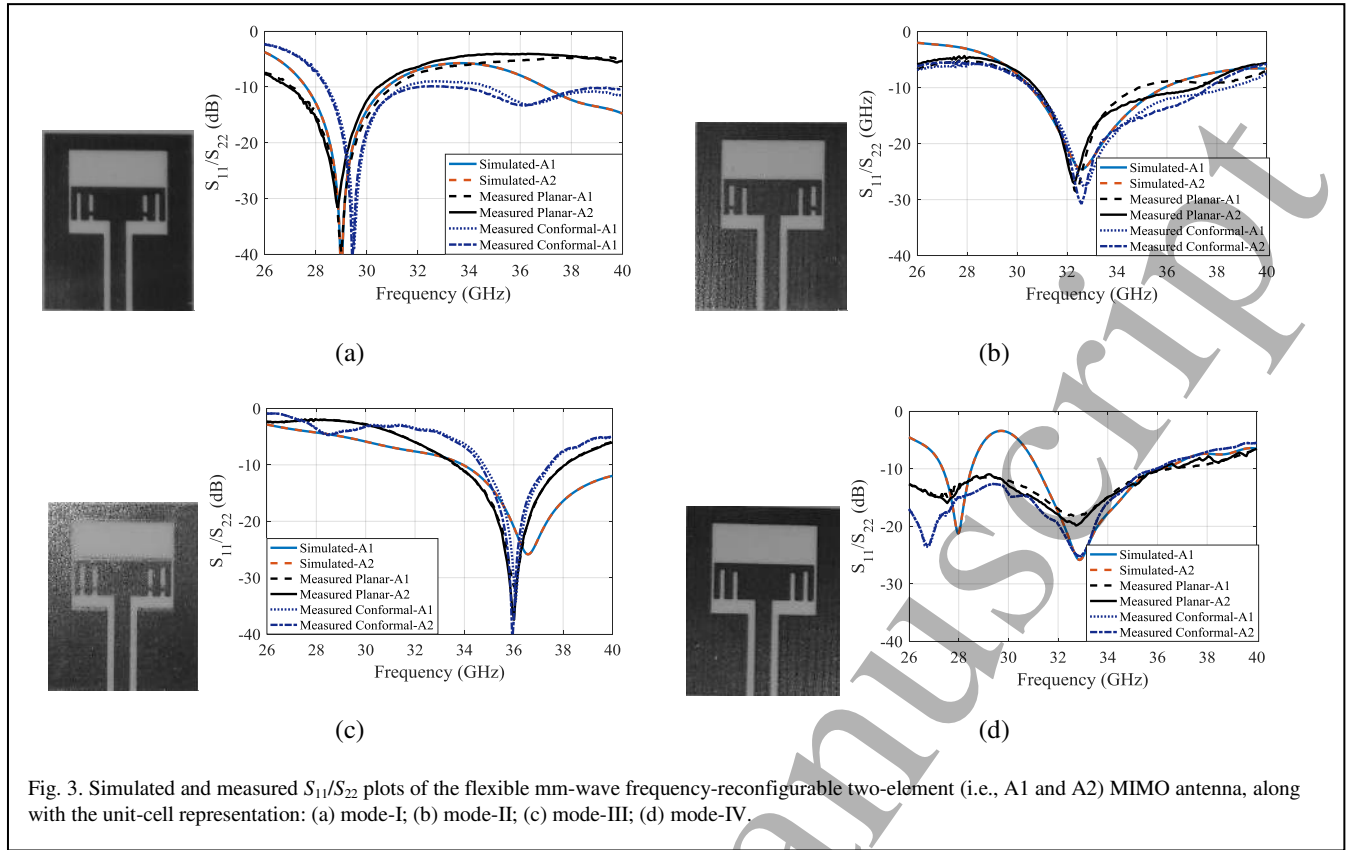 0
-10
-20
-30
-40
S11/S22 (dB)
26 28 30 32 34 36 38 40
Frequency (GHz)
Simulated-A1
Simulated-A2
Measured Planar-A1
Measured Planar-A2
Measured Conformal-A1
Measured Conformal-A1
(a)
0
-10
-20
-30
-40
S11/S22 (GHz)
26 28 30 32 34 36 38 40
Frequency (GHz)
Simulated-A1
Simulated-A2
Measured Planar-A1
Measured Planar-A2
Measured Conformal-A1
Measured Conformal-A2
(b)
0
-10
-20
-30
-40
S11/S22 (dB)
26 28 30 32 34 36 38 40
Frequency (GHz)
Simulated-A1
Simulated-A2
Measured Planar-A1
Measured Planar-A2
Measured Conformal-A1
Measured Conformal-A2
(c)
0
-10
-20
-30
-40
S11/S22 (dB)
26 28 30 32 34 36 38 40
Frequency (GHz)
Simulated-A1
Simulated-A2
Measured Planar-A1
Measured Planar-A2
Measured Conformal-A1
Measured Conformal-A2
(d)
Fig. 3. Simulated and measured S11/S22 plots of the flexible mm-wave frequency-reconfigurable two-element (i.e., A1 and A2) MIMO antenna, along
with the unit-cell representation: (a) mode-I; (b) mode-II; (c) mode-III; (d) mode-IV.
anuscript